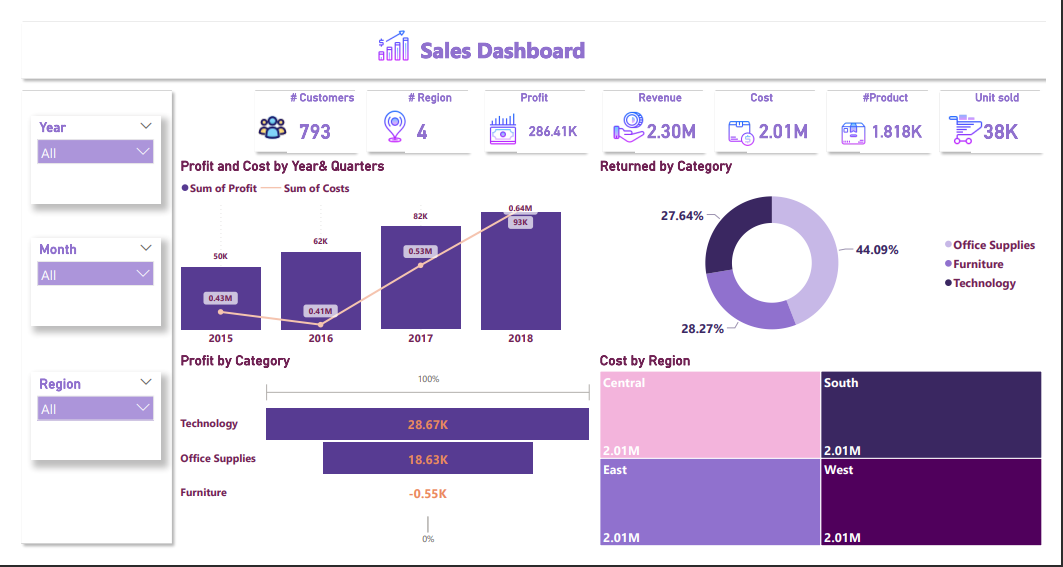 Sales Dashboard
# Customers
793
# Region
4
Profit
286.41K
Revenue
2.30M
Cost
2.01M
#Product
1.818K
Unit sold
38K
Year
All
Month
All
Region
All
Profit and Cost by Year& Quarters
Sum of Profit
Sum of Costs
50K
62K
82K
0.64M
93K
0.43M
0.41M
0.53M
2015
2016
2017
2018
Returned by Category
27.64%
44.09%
28.27%
Office Supplies
Furniture
Technology
Profit by Category
100%
Technology
28.67K
Office Supplies
18.63K
Furniture
-0.55K
0%
Cost by Region
Central
2.01M
South
2.01M
East
2.01M
West
2.01M